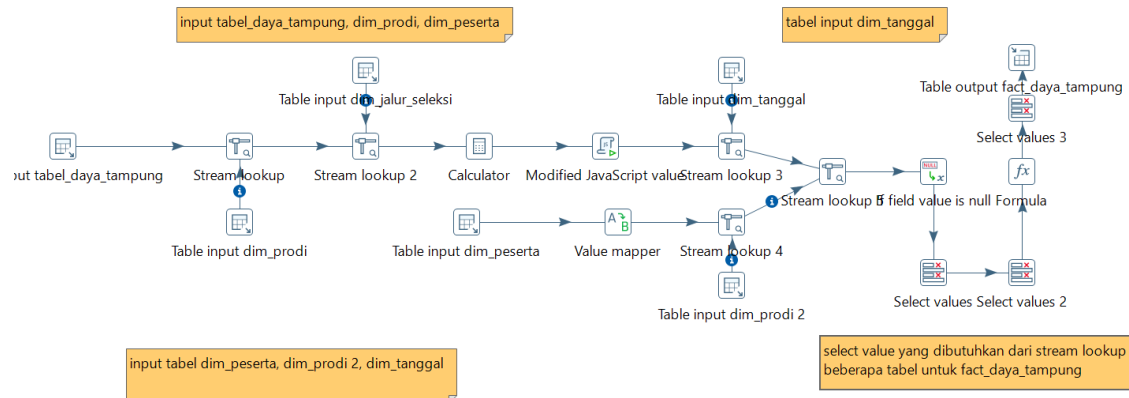 input tabel_daya_tampung, dim_prodi, dim_peserta
tabel input dim_tanggal
Table input dim_jalur_seleksi
Table input dim_tanggal
Table output fact_daya_tampung
Select values 3
put tabel_daya_tampung
Stream lookup
Stream lookup 2
Calculator
Modified JavaScript value
Stream lookup 3
Stream lookup 5
If field value is null
Formula
Table input dim_prodi
Table input dim_peserta
Value mapper
Stream lookup 4
Select values
Select values 2
Table input dim_prodi 2
input tabel dim_peserta, dim_prodi 2, dim_tanggal
select value yang dibutuhkan dari stream lookup
beberapa tabel untuk fact_daya_tampung